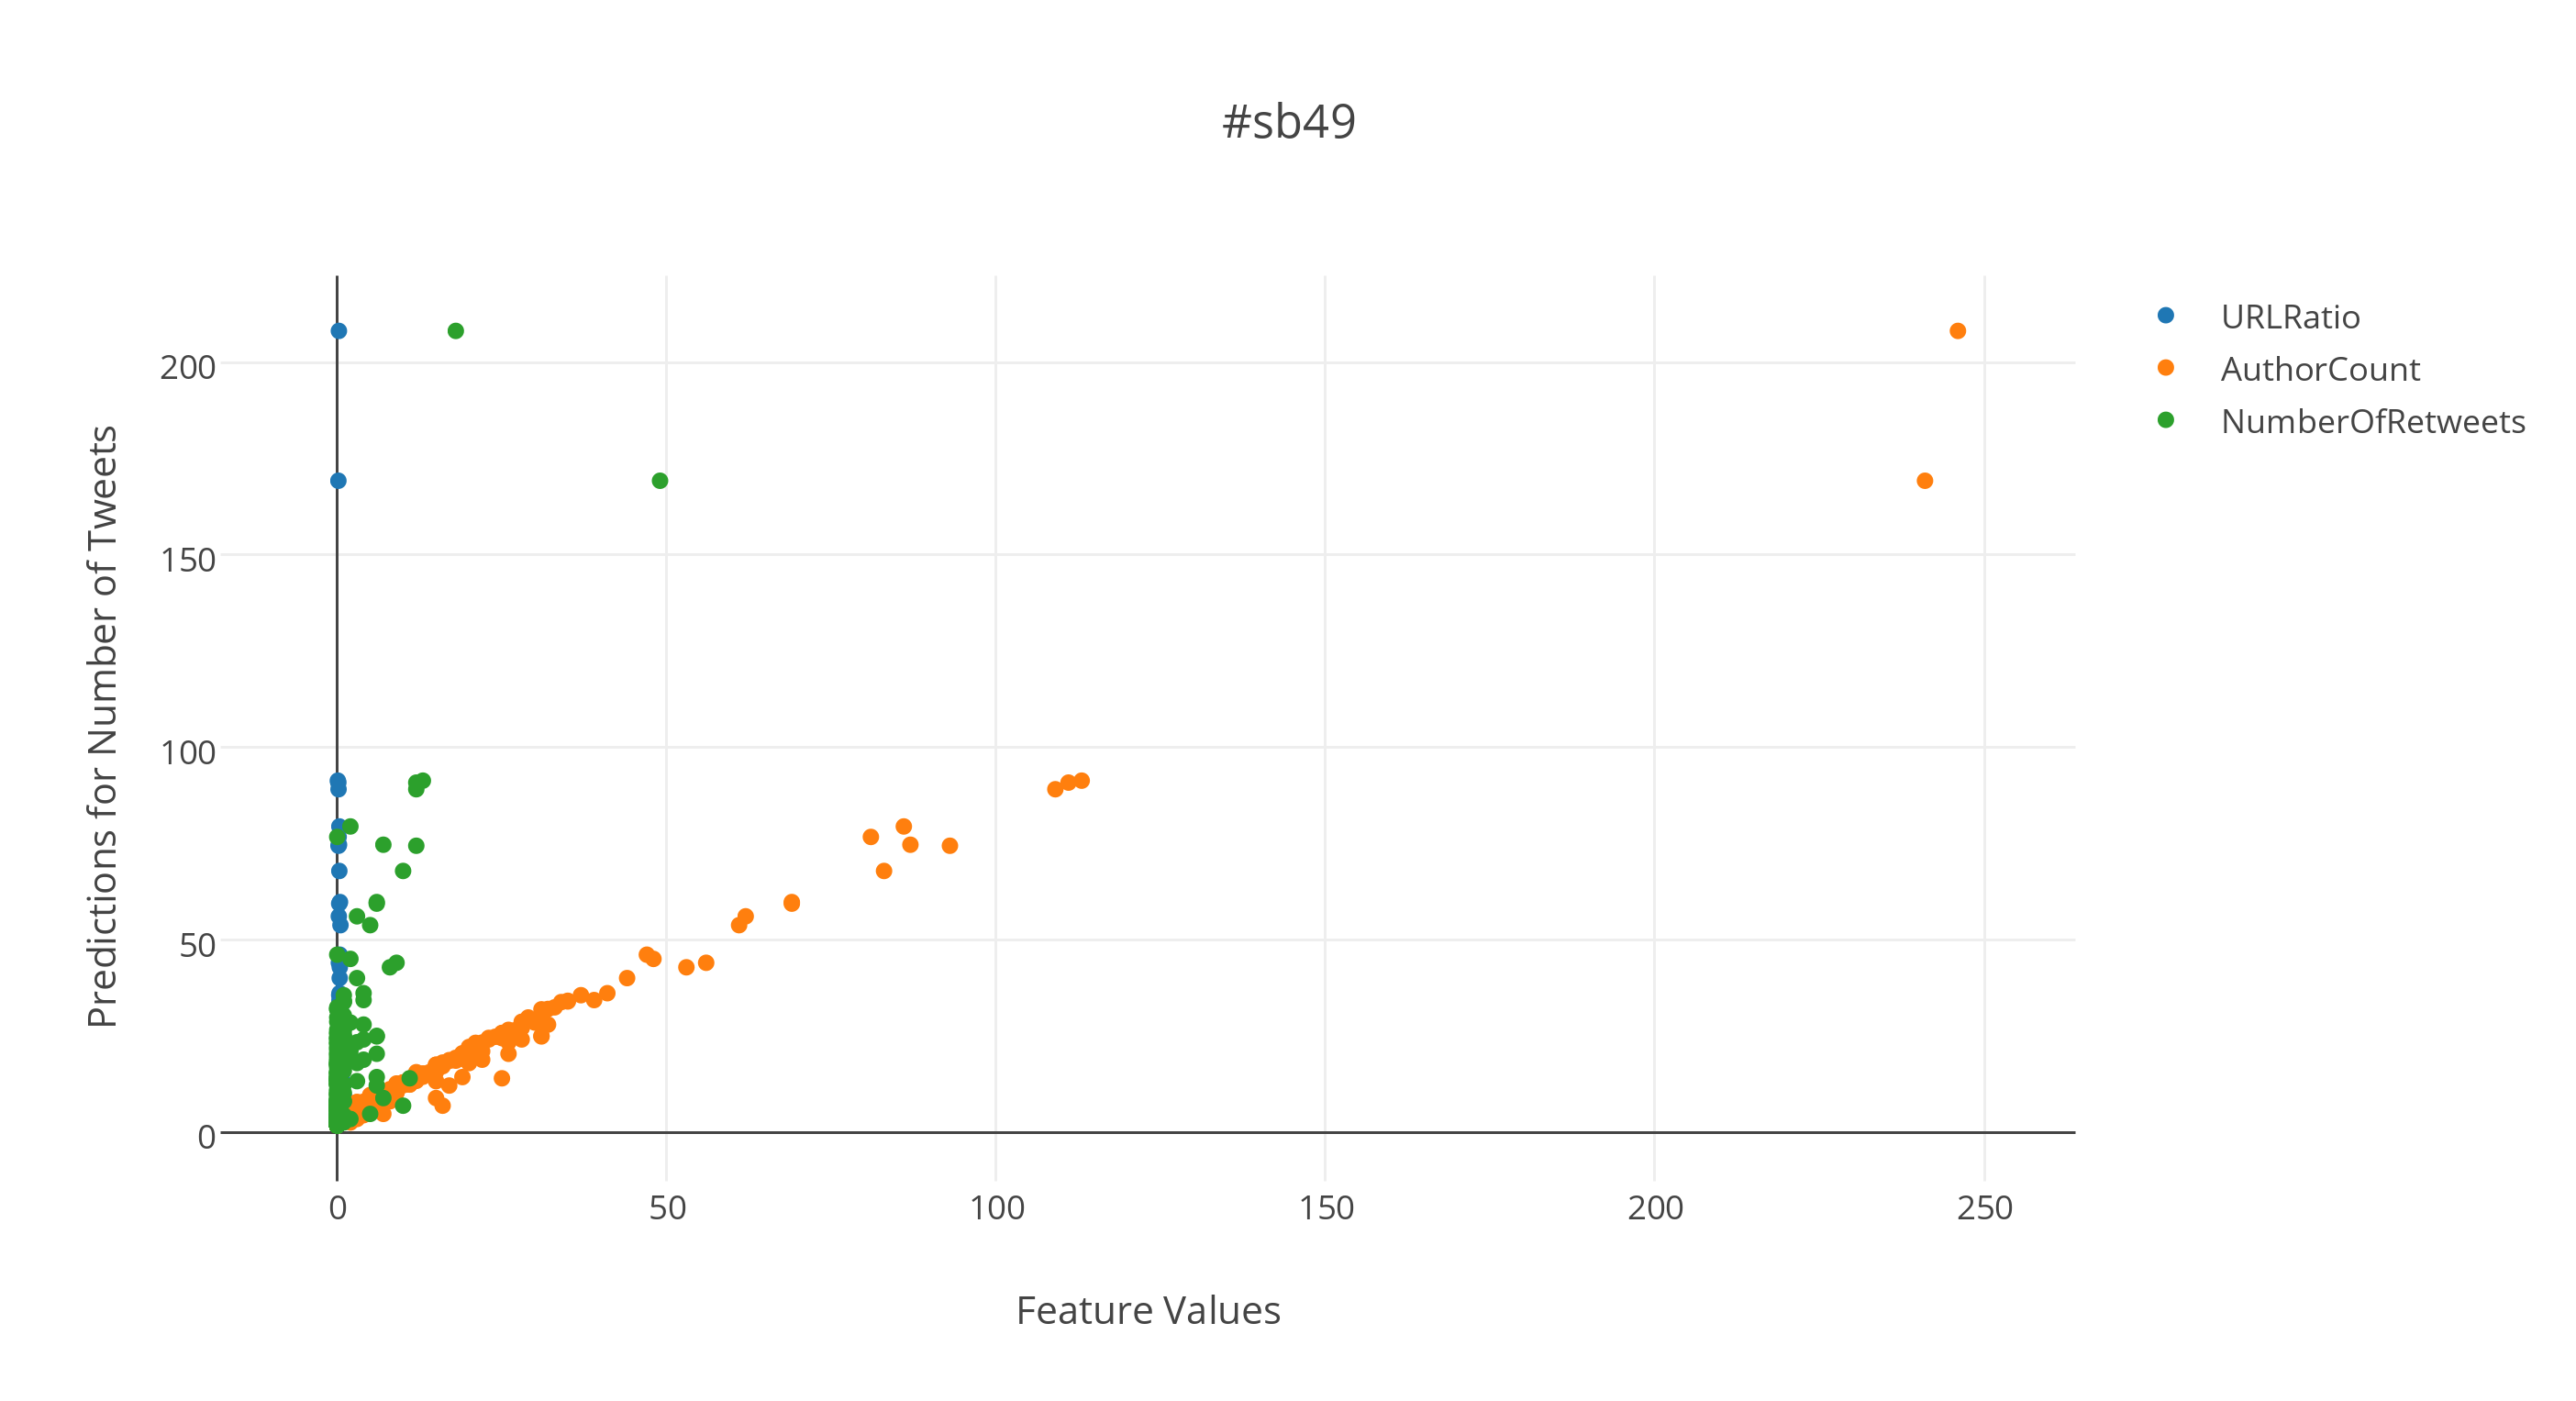 #sb49
URLRatio
AuthorCount
NumberOfRetweets
Predictions for Number of Tweets
200
150
100
50
0
0 50 100 150 200 250
Feature Values